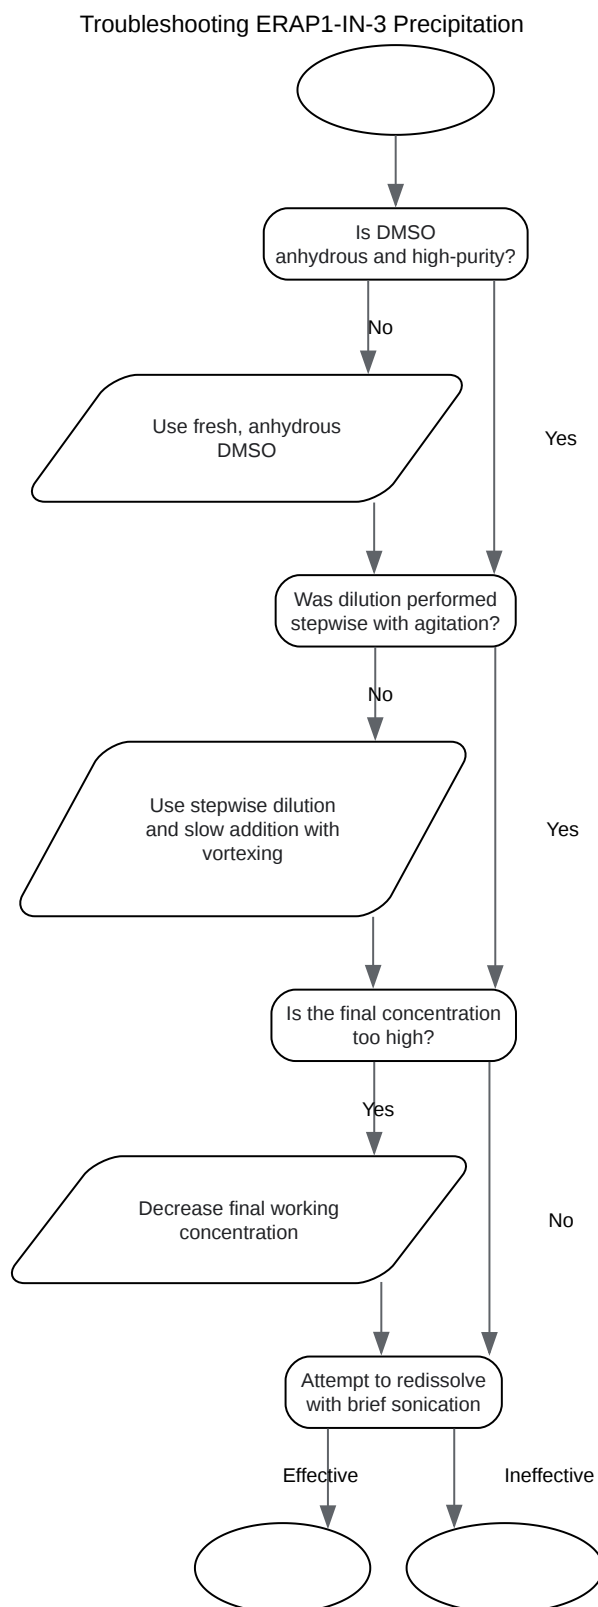 Troubleshooting ERAP1-IN-3 Precipitation
Is DMSO
anhydrous and high-purity?
No
Use fresh, anhydrous
DMSO
Yes
Was dilution performed
stepwise with agitation?
No
Use stepwise dilution
and slow addition with
vortexing
Yes
Is the final concentration
too high?
Yes
Decrease final working
concentration
No
Attempt to redissolve
with brief sonication
Effective
Ineffective